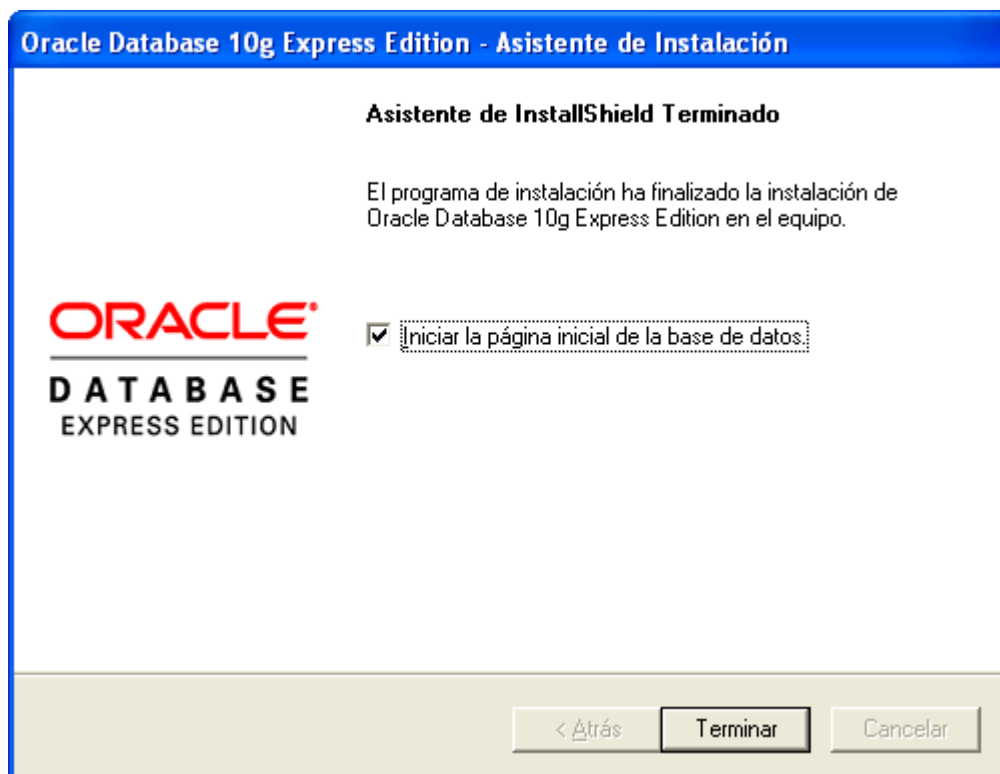 Oracle Database 10g Express Edition - Asistente de Instalación
Asistente de InstallShield Terminado
El programa de instalación ha finalizado la instalación de
Oracle Database 10g Express Edition en el equipo.
ORACLE
DATABASE
EXPRESS EDITION
Iniciar la página inicial de la base de datos.
< Atrás
Terminar
Cancelar